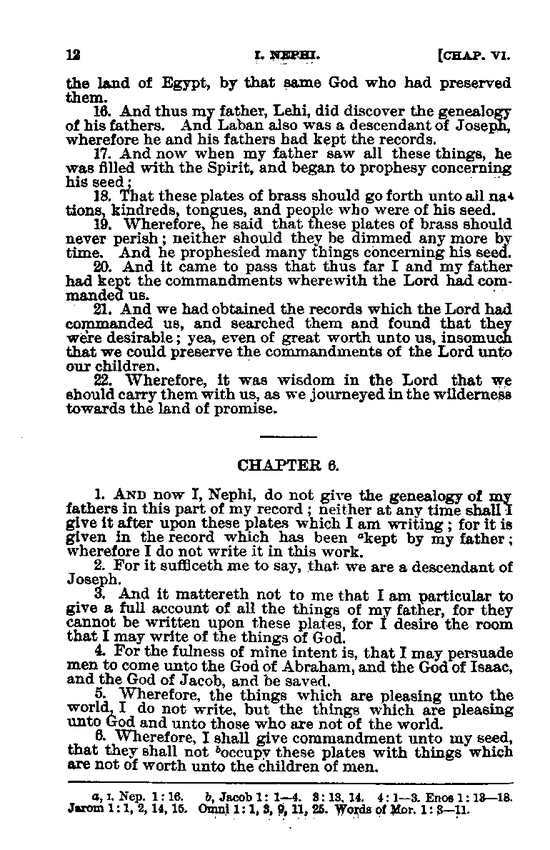 12 I. NEPHI. [CHAP. VI.
the land of Egypt, by that same God who had preserved
them.
16. And thus my father, Lehi, did discover the genealogy
of his fathers. And Laban also was a descendant of Joseph,
wherefore he and his fathers had kept the records.
17. And now when my father saw all these things, he
was filled with the Spirit, and began to prophesy concerning
his seed;
18. That these plates of brass should go forth unto all na-
tions, kindreds, tongues, and people who were of his seed.
19. Wherefore, he said that these plates of brass should
never perish; neither should they be dimmed any more by
time. And he prophesied many things concerning his seed.
20. And it came to pass that thus far I and my father
had kept the commandments wherewith the Lord had com-
manded us.
21. And we had obtained the records which the Lord had
commanded us, and searched them and found that they
were desirable; yea, even of great worth unto us, insomuch
that we could preserve the commandments of the Lord unto
our children.
22. Wherefore, it was wisdom in the Lord that we
should carry them with us, as we journeyed in the wilderness
towards the land of promise.
CHAPTER 6.
1. AND now I, Nephi, do not give the genealogy of my
fathers in this part of my record; neither at any time shall I
give it after upon these plates which I am writing; for it is
given in the record which has been ᵃkept by my father;
wherefore I do not write it in this work.
2. For it sufficeth me to say, that we are a descendant of
Joseph.
3. And it mattereth not to me that I am particular to
give a full account of all the things of my father, for they
cannot be written upon these plates, for I desire the room
that I may write of the things of God.
4. For the fulness of mine intent is, that I may persuade
men to come unto the God of Abraham, and the God of Isaac,
and the God of Jacob, and be saved.
5. Wherefore, the things which are pleasing unto the
world, I do not write, but the things which are pleasing
unto God and unto those who are not of the world.
6. Wherefore, I shall give commandment unto my seed,
that they shall not ᵇoccupy these plates with things which
are not of worth unto the children of men.
a, I. Nep. 1:16. b, Jacob 1: 1—4. 3: 13, 14. 4: 1—3. Enos 1: 13—18.
Jarom 1: 1, 2, 14, 15. Omni 1: 1, 3, 9, 11, 25. Words of Mor. 1: 3—11.